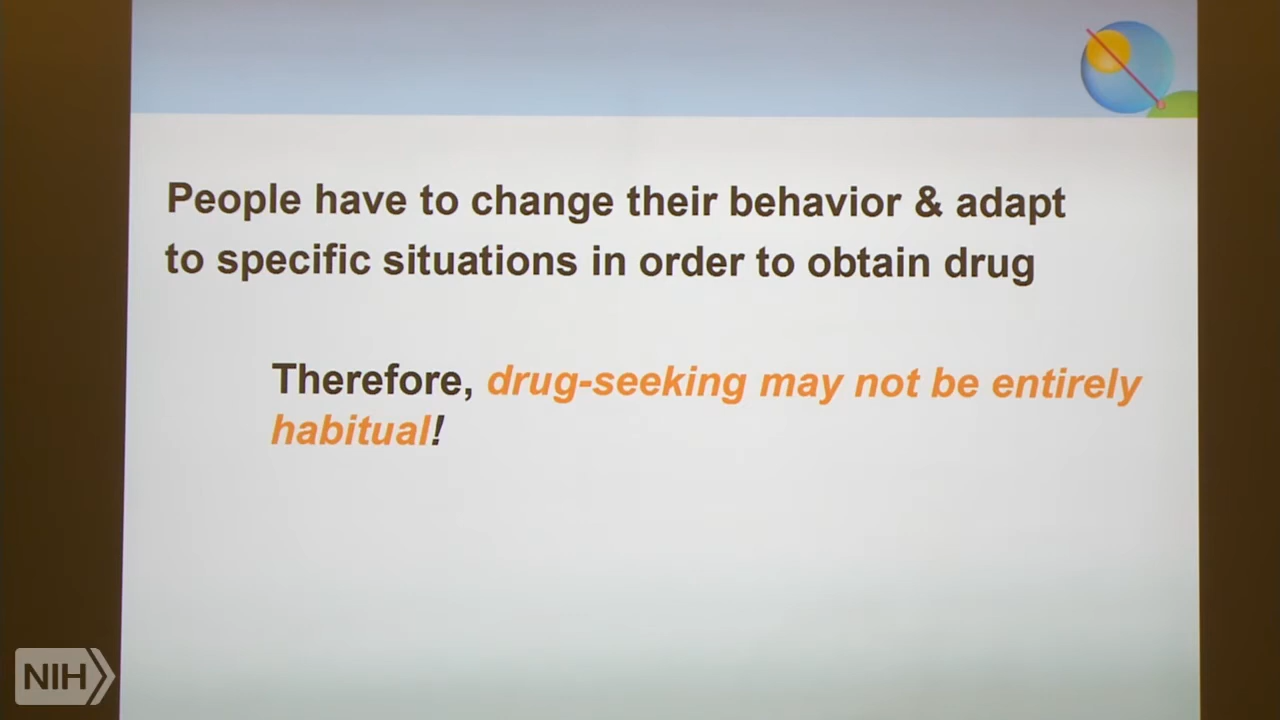 People have to change their behavior & adapt
to specific situations in order to obtain drug
Therefore, drug-seeking may not be entirely
habitual!
NIH